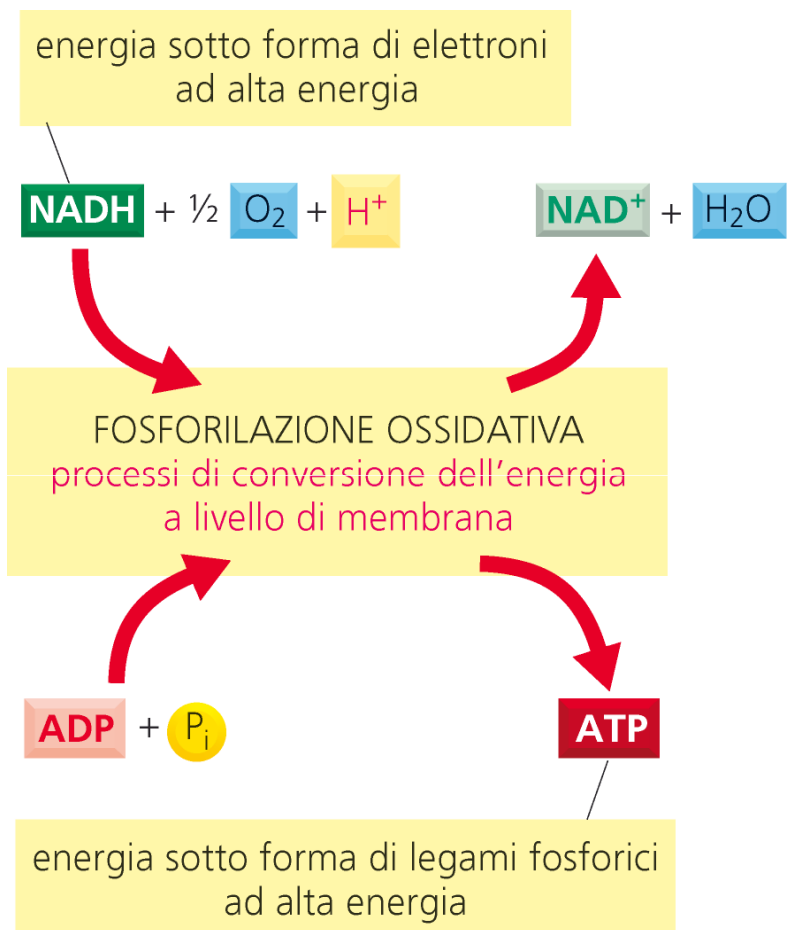 energia sotto forma di elettroni
ad alta energia
NADH + ½ O₂ + H⁺
NAD⁺ + H₂O
FOSFORILAZIONE OSSIDATIVA
processi di conversione dell'energia
a livello di membrana
ADP + Pᵢ
ATP
energia sotto forma di legami fosforici
ad alta energia